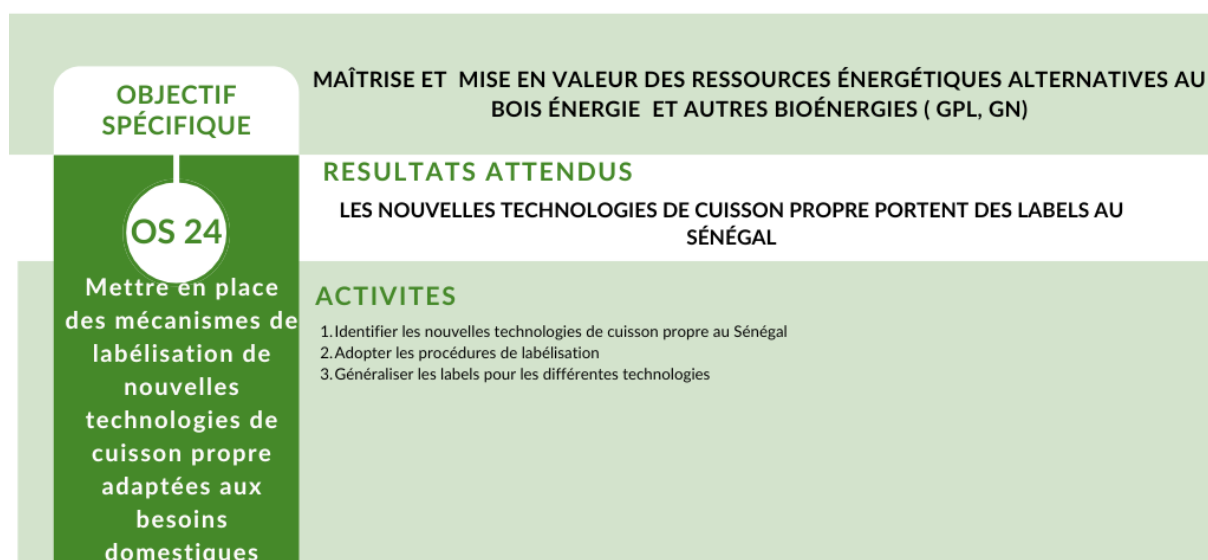 OBJECTIF
SPÉCIFIQUE
MAÎTRISE ET MISE EN VALEUR DES RESSOURCES ÉNERGÉTIQUES ALTERNATIVES AU
BOIS ÉNERGIE ET AUTRES BIOÉNERGIES ( GPL, GN)
RESULTATS ATTENDUS
LES NOUVELLES TECHNOLOGIES DE CUISSON PROPRE PORTENT DES LABELS AU
SÉNÉGAL
OS 24
Mettre en place
des mécanismes de
labélisation de
nouvelles
technologies de
cuisson propre
adaptées aux
besoins
domestiques
ACTIVITES
1.Identifier les nouvelles technologies de cuisson propre au Sénégal
2.Adopter les procédures de labélisation
3.Généraliser les labels pour les différentes technologies